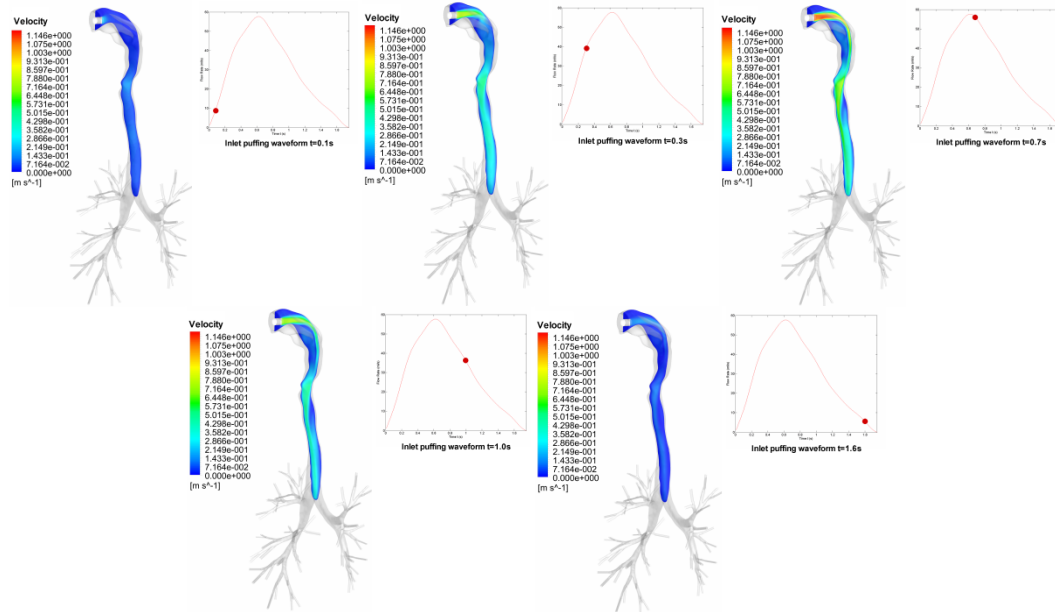 Velocity
1.146e+000
1.075e+000
1.003e+000
9.313e-001
8.597e-001
7.880e-001
7.164e-001
6.448e-001
5.731e-001
5.015e-001
4.298e-001
3.582e-001
2.866e-001
2.149e-001
1.433e-001
7.164e-002
0.000e+000
[m s^-1]
Inlet puffing waveform t=0.1s
Velocity
1.146e+000
1.075e+000
1.003e+000
9.313e-001
8.597e-001
7.880e-001
7.164e-001
6.448e-001
5.731e-001
5.015e-001
4.298e-001
3.582e-001
2.866e-001
2.149e-001
1.433e-001
7.164e-002
0.000e+000
[m s^-1]
Inlet puffing waveform t=0.3s
Velocity
1.146e+000
1.075e+000
1.003e+000
9.313e-001
8.597e-001
7.880e-001
7.164e-001
6.448e-001
5.731e-001
5.015e-001
4.298e-001
3.582e-001
2.866e-001
2.149e-001
1.433e-001
7.164e-002
0.000e+000
[m s^-1]
Inlet puffing waveform t=0.7s
Velocity
1.146e+000
1.075e+000
1.003e+000
9.313e-001
8.597e-001
7.880e-001
7.164e-001
6.448e-001
5.731e-001
5.015e-001
4.298e-001
3.582e-001
2.866e-001
2.149e-001
1.433e-001
7.164e-002
0.000e+000
[m s^-1]
Inlet puffing waveform t=1.0s
Velocity
1.146e+000
1.075e+000
1.003e+000
9.313e-001
8.597e-001
7.880e-001
7.164e-001
6.448e-001
5.731e-001
5.015e-001
4.298e-001
3.582e-001
2.866e-001
2.149e-001
1.433e-001
7.164e-002
0.000e+000
[m s^-1]
Inlet puffing waveform t=1.6s